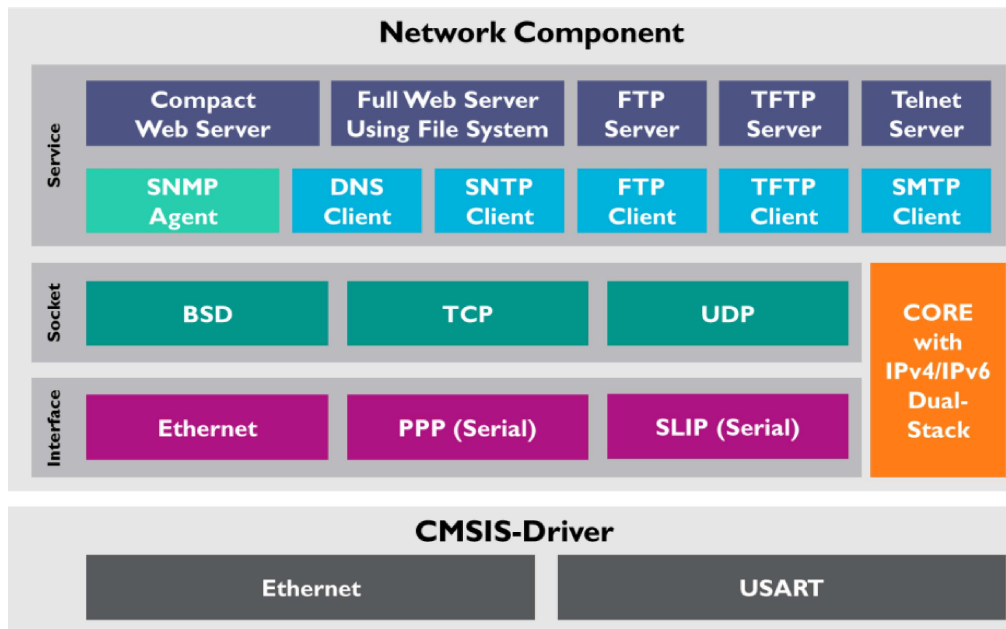 Network Component
Service
Compact
Web Server
Full Web Server
Using File System
FTP
Server
TFTP
Server
Telnet
Server
SNMP
Agent
DNS
Client
SNTP
Client
FTP
Client
TFTP
Client
SMTP
Client
Socket
BSD
TCP
UDP
CORE
with
IPv4/IPv6
Dual-
Stack
Interface
Ethernet
PPP (Serial)
SLIP (Serial)
CMSIS-Driver
Ethernet
USART